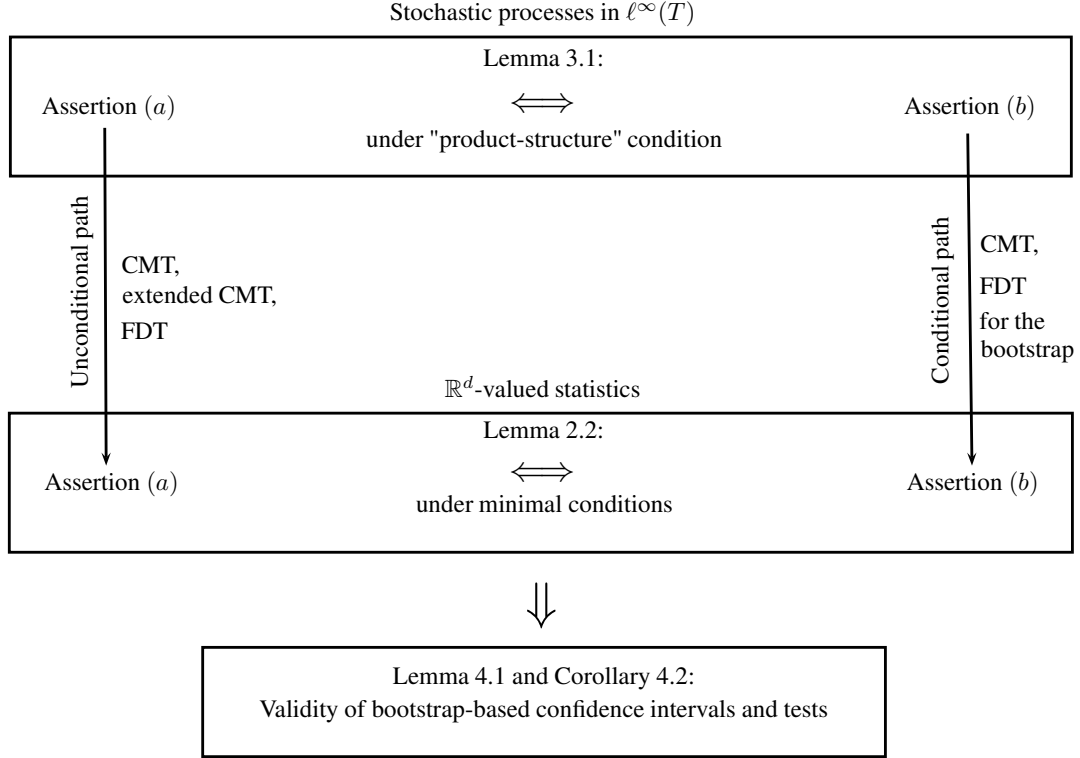 Stochastic processes in ℓ∞(T)
Lemma 3.1:
Assertion (a)
⟺
Assertion (b)
under "product-structure" condition
Unconditional path
CMT,
extended CMT,
FDT
Conditional path
CMT,
FDT
for the
bootstrap
ℝᵈ-valued statistics
Lemma 2.2:
Assertion (a)
⟺
Assertion (b)
under minimal conditions
⇓
Lemma 4.1 and Corollary 4.2:
Validity of bootstrap-based confidence intervals and tests